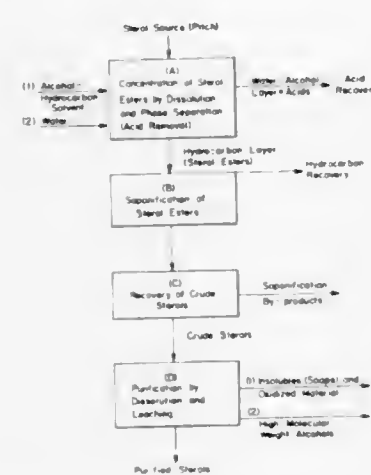 Sterol Source (Pitch)
(A)
(1) Alcohol -
Hydrocarbon
Solvent
(2) Water
Concentration of Sterol
Esters by Dissolution
and Phase Separation
(Acid Removal)
Water Alcohol
Layer + Acids
Acid
Recovery
Hydrocarbon Layer
(Sterol Esters)
Hydrocarbon
Recovery
(B)
Saponification of
Sterol Esters
(C)
Recovery of Crude
Sterols
Saponification
By-products
Crude Sterols
(D)
Purification by
Dissolution and
Leaching
(1) Insolubles (Soaps) and
Oxidized Material
(2)
High Molecular
Weight Alcohols
Purified Sterols